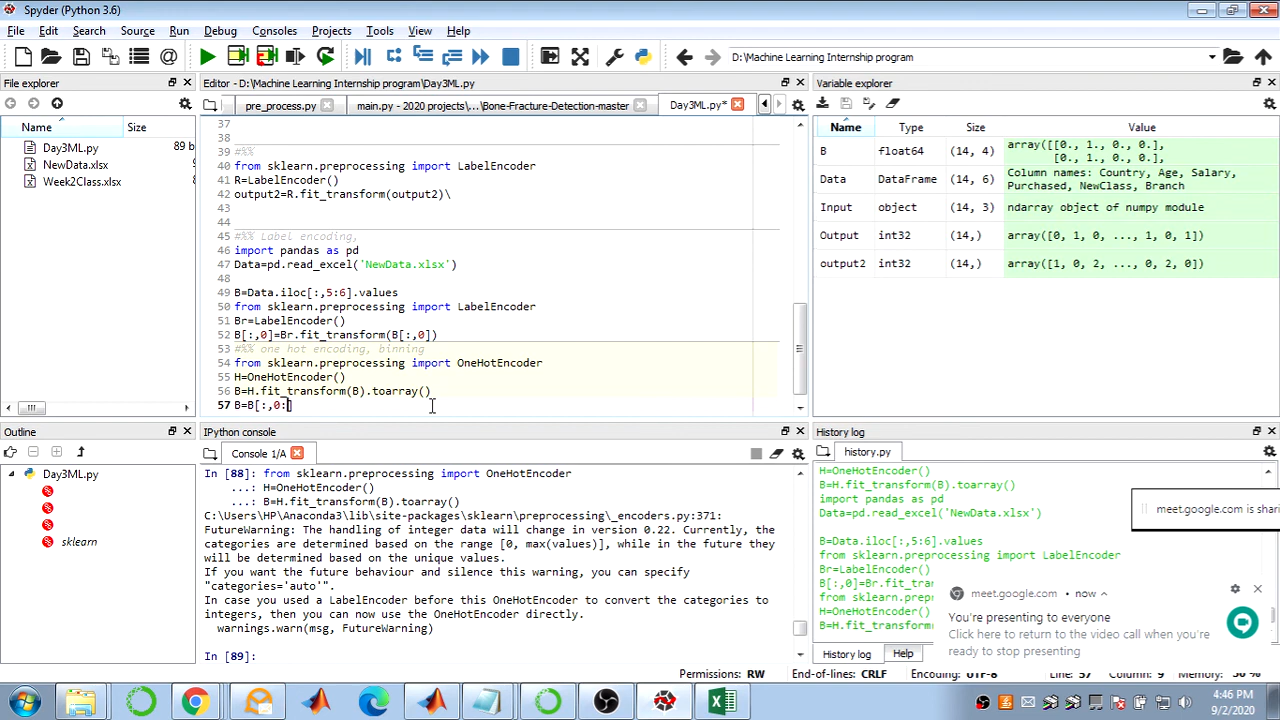 Spyder (Python 3.6)
File Edit Search Source Run Debug Consoles Projects Tools View Help
D:\Machine Learning Internship program
File explorer
Name Size
Day3ML.py 89 b
NewData.xlsx
Week2Class.xlsx
Outline
Day3ML.py
sklearn
Editor - D:\Machine Learning Internship program\Day3ML.py
pre_process.py main.py - 2020 projects\...\Bone-Fracture-Detection-master Day3ML.py*
37
38
39 #%%
40 from sklearn.preprocessing import LabelEncoder
41 R=LabelEncoder()
42 output2=R.fit_transform(output2)\
43
44
45 #%% Label encoding,
46 import pandas as pd
47 Data=pd.read_excel('NewData.xlsx')
48
49 B=Data.iloc[:,5:6].values
50 from sklearn.preprocessing import LabelEncoder
51 Br=LabelEncoder()
52 B[:,0]=Br.fit_transform(B[:,0])
53 #%% one hot encoding, binning
54 from sklearn.preprocessing import OneHotEncoder
55 H=OneHotEncoder()
56 B=H.fit_transform(B).toarray()
57 B=B[:,0:]
IPython console
Console 1/A
In [88]: from sklearn.preprocessing import OneHotEncoder
...: H=OneHotEncoder()
...: B=H.fit_transform(B).toarray()
C:\Users\HP\Anaconda3\lib\site-packages\sklearn\preprocessing\_encoders.py:371:
FutureWarning: The handling of integer data will change in version 0.22. Currently, the
categories are determined based on the range [0, max(values)], while in the future they
will be determined based on the unique values.
If you want the future behaviour and silence this warning, you can specify
"categories='auto'".
In case you used a LabelEncoder before this OneHotEncoder to convert the categories to
integers, then you can now use the OneHotEncoder directly.
warnings.warn(msg, FutureWarning)
In [89]:
Variable explorer
Name Type Size Value
B float64 (14, 4) array([[0., 1., 0., 0.],
[0., 1., 0., 0.],
Data DataFrame (14, 6) Column names: Country, Age, Salary,
Purchased, NewClass, Branch
Input object (14, 3) ndarray object of numpy module
Output int32 (14,) array([0, 1, 0, ..., 1, 0, 1])
output2 int32 (14,) array([1, 0, 2, ..., 0, 2, 0])
History log
history.py
H=OneHotEncoder()
B=H.fit_transform(B).toarray()
import pandas as pd
Data=pd.read_excel('NewData.xlsx')
B=Data.iloc[:,5:6].values
from sklearn.preprocessing import LabelEncoder
Br=LabelEncoder()
B[:,0]=Br.fit_tra
from sklearn.prep
H=OneHotEncoder()
B=H.fit_transform
meet.google.com is shari
meet.google.com • now
You're presenting to everyone
Click here to return to the video call when you're
ready to stop presenting
History log Help
Permissions: RW End-of-lines: CRLF Encoding: UTF-8 Line: 57 Column: 9 Memory: 56 %
4:46 PM
9/2/2020